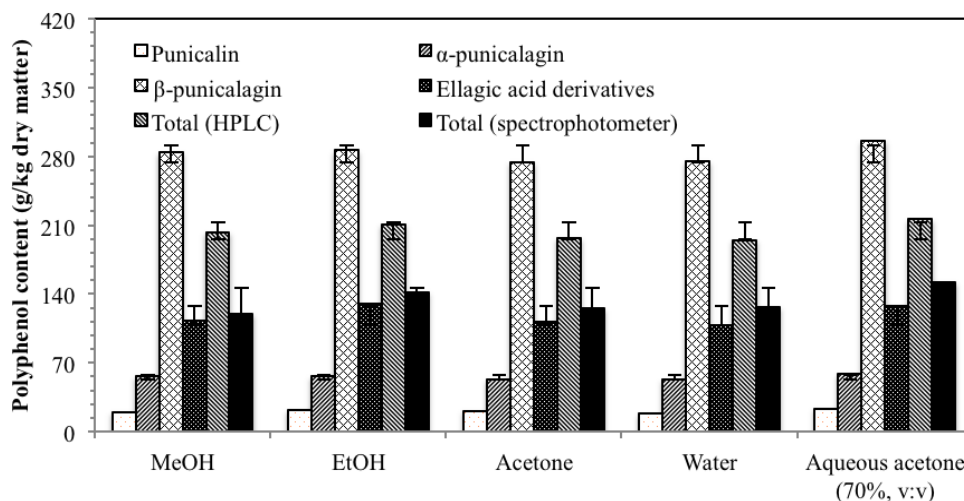 Polyphenol content (g/kg dry matter)
420
350
280
210
140
70
0
Punicalin
α-punicalagin
β-punicalagin
Ellagic acid derivatives
Total (HPLC)
Total (spectrophotometer)
MeOH
EtOH
Acetone
Water
Aqueous acetone
(70%, v:v)